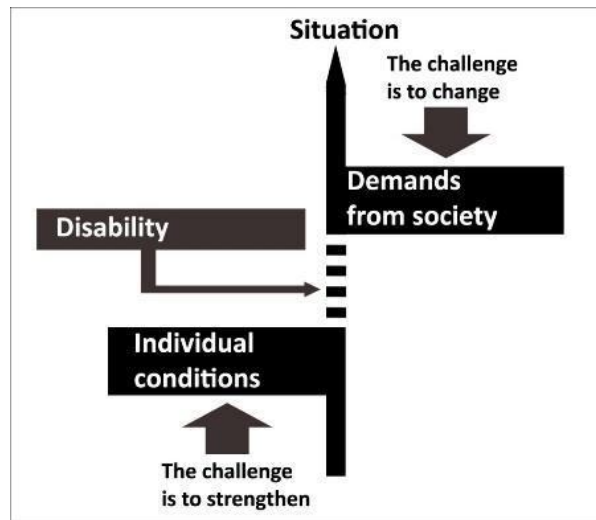 Situation
The challenge
is to change
Demands
from society
Disability
Individual
conditions
The challenge
is to strengthen